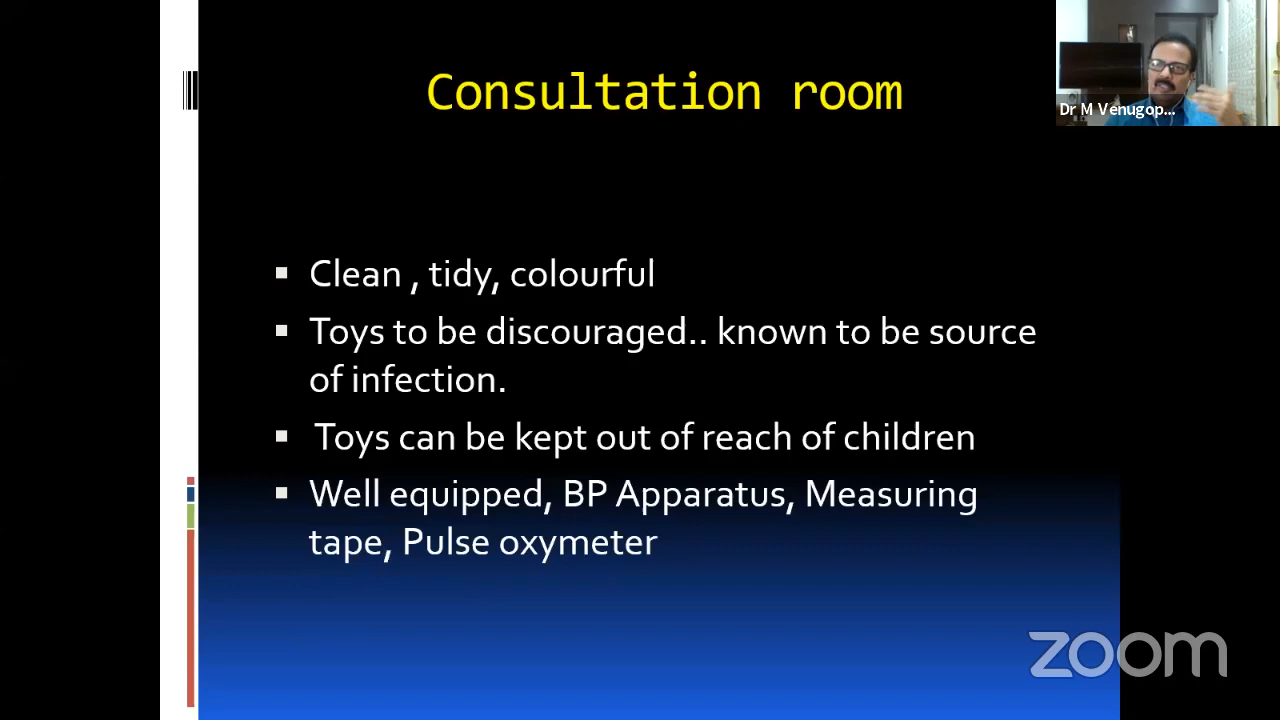 Consultation room
Dr M Venugop...
Clean , tidy, colourful
Toys to be discouraged.. known to be source
of infection.
Toys can be kept out of reach of children
Well equipped, BP Apparatus, Measuring
tape, Pulse oxymeter
zoom